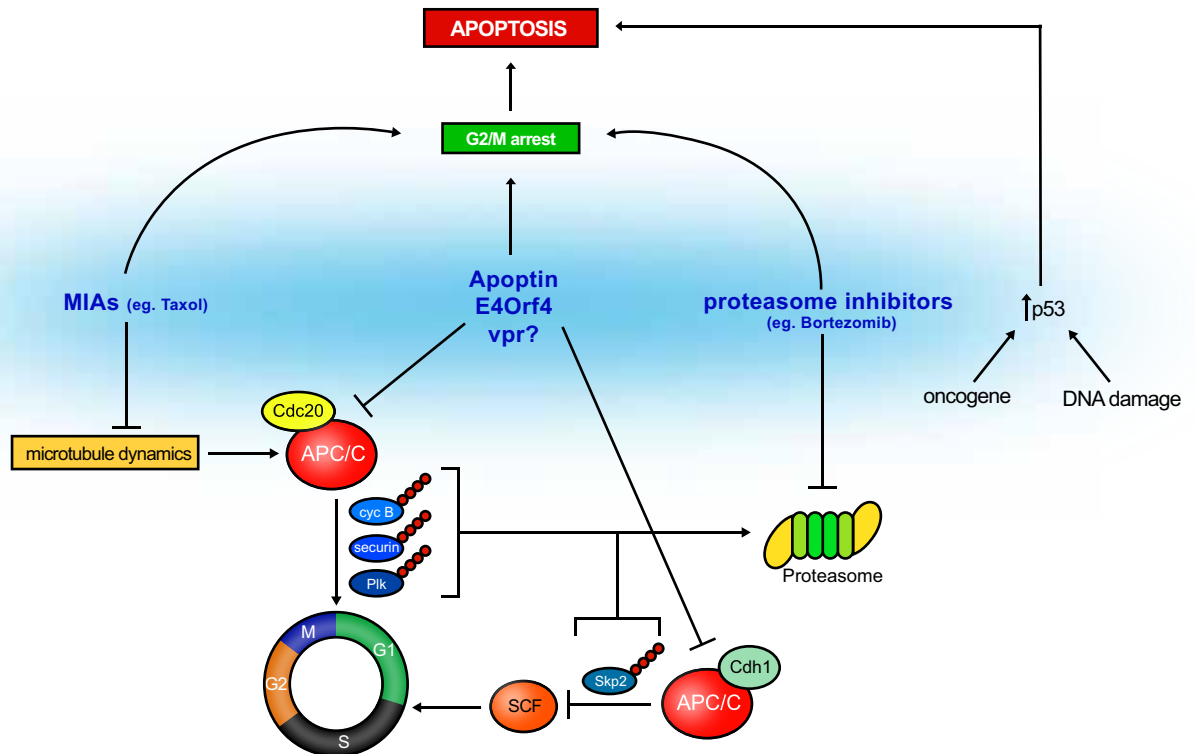 APOPTOSIS
G2/M arrest
MIAs (eg. Taxol)
Apoptin
E4Orf4
vpr?
proteasome inhibitors
(eg. Bortezomib)
p53
oncogene
DNA damage
Cdc20
APC/C
microtubule dynamics
cyc B
securin
Plk
Proteasome
M
G1
G2
S
SCF
Skp2
Cdh1
APC/C